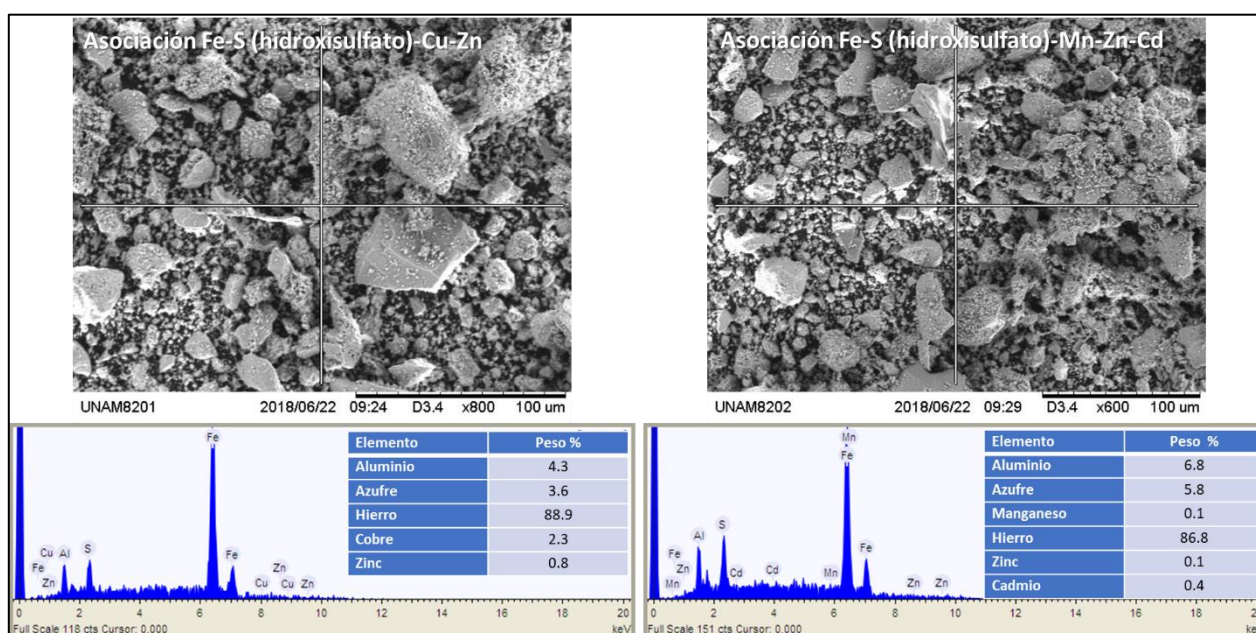 Asociación Fe-S (hidroxisulfato)-Cu-Zn
UNAM8201 2018/06/22 09:24 D3.4 x800 100 um
Fe
Cu Al S
Fe
Zn
Fe
Zn
Cu Cu Zn
0 2 4 6 8 10 12 14 16 18 20
keV
Full Scale 118 cts Cursor: 0.000
Elemento Peso %
Aluminio 4.3
Azufre 3.6
Hierro 88.9
Cobre 2.3
Zinc 0.8
Asociación Fe-S (hidroxisulfato)-Mn-Zn-Cd
UNAM8202 2018/06/22 09:29 D3.4 x600 100 um
Mn
Fe
Al S
Fe
Zn
Mn
Cd Cd
Mn
Fe
Zn Zn
0 2 4 6 8 10 12 14 16 18
Full Scale 151 cts Cursor: 0.000
Elemento Peso %
Aluminio 6.8
Azufre 5.8
Manganeso 0.1
Hierro 86.8
Zinc 0.1
Cadmio 0.4